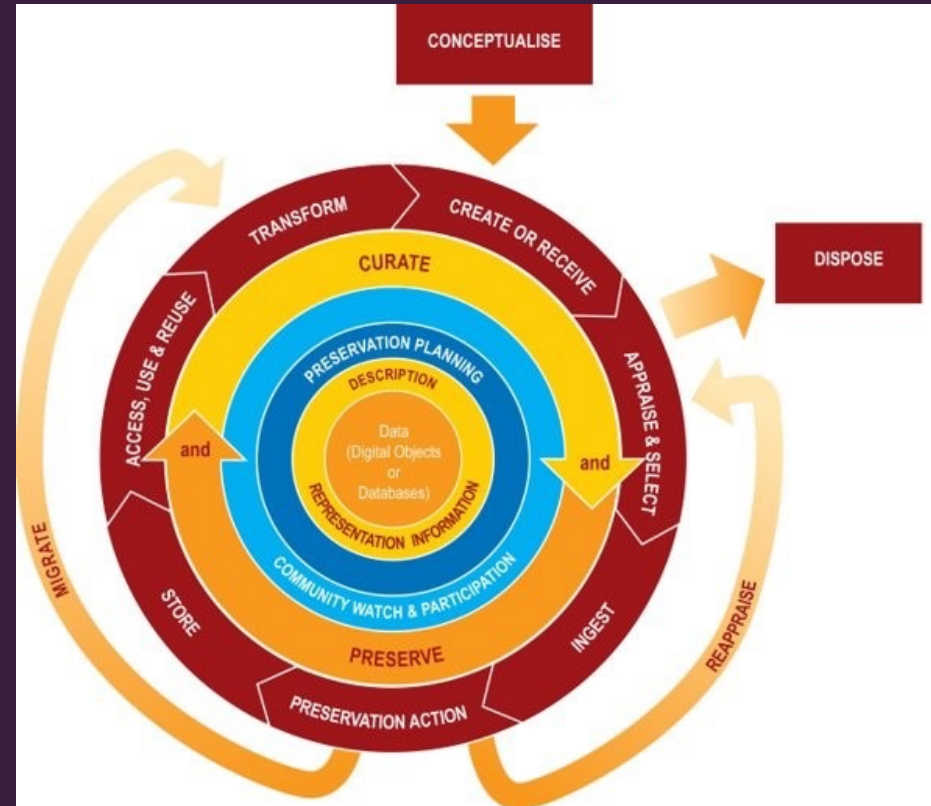 CONCEPTUALISE
TRANSFORM
CREATE OR RECEIVE
CURATE
DISPOSE
ACCESS, USE & REUSE
PRESERVATION PLANNING
DESCRIPTION
APPRAISE & SELECT
and
Data
(Digital Objects
or
Databases)
and
REPRESENTATION INFORMATION
COMMUNITY WATCH & PARTICIPATION
MIGRATE
STORE
INGEST
REAPPRAISE
PRESERVE
PRESERVATION ACTION